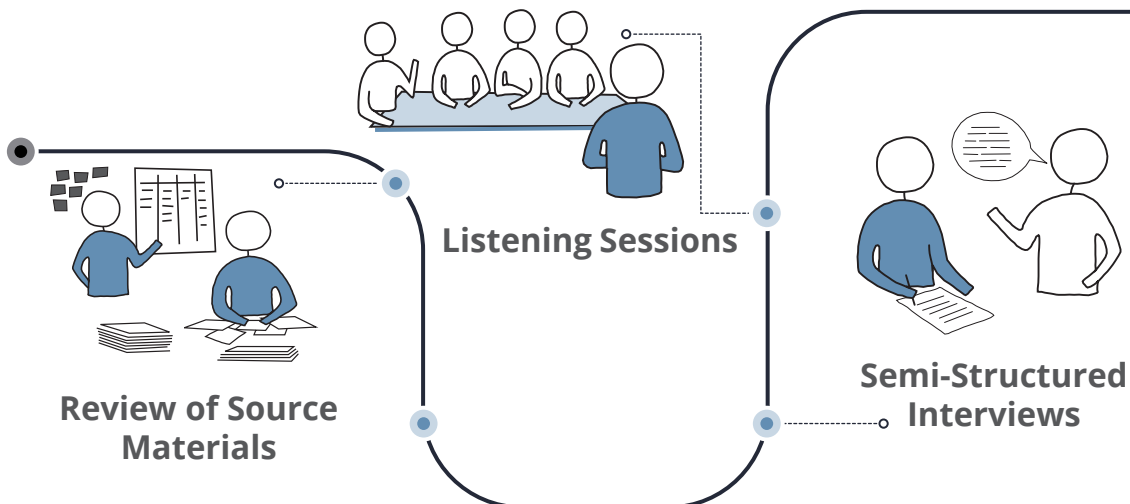 Listening Sessions
Review of Source
Materials
Semi-Structured
Interviews